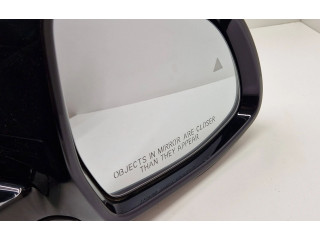 OBJECTS IN MIRROR ARE CLOSER
THAN THEY APPEAR